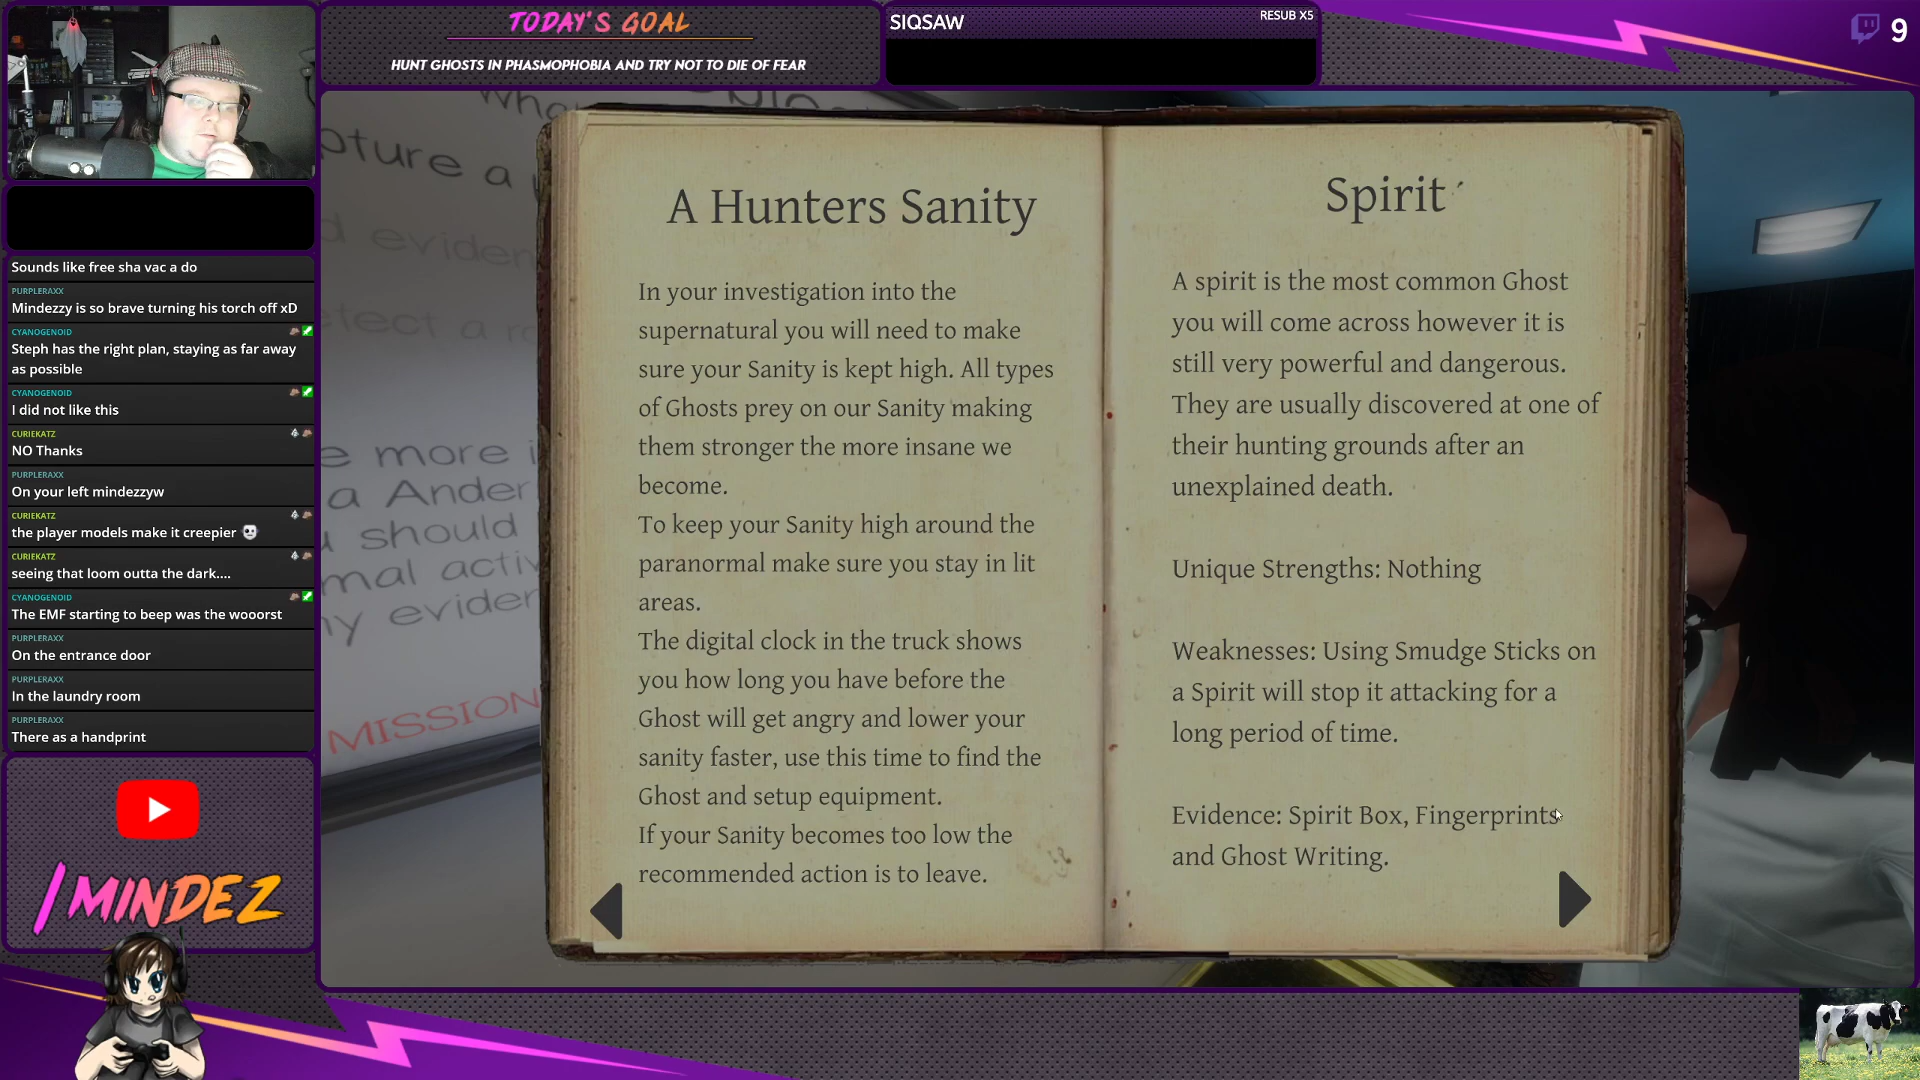 TODAY'S GOAL
HUNT GHOSTS IN PHASMOPHOBIA AND TRY NOT TO DIE OF FEAR
SIQSAW
RESUB X5
9
Sounds like free sha vac a do
PURPLERAXX
Mindezzy is so brave turning his torch off xD
CYANOGENOID
Steph has the right plan, staying as far away
as possible
CYANOGENOID
I did not like this
CURIEKATZ
NO Thanks
PURPLERAXX
On your left mindezzyw
CURIEKATZ
the player models make it creepier
CURIEKATZ
seeing that loom outta the dark....
CYANOGENOID
The EMF starting to beep was the wooorst
PURPLERAXX
On the entrance door
PURPLERAXX
In the laundry room
PURPLERAXX
There as a handprint
/MINDEZ
pture a
d eviden
etect a ro
e more i
a Ander
u should
mal activ
ny eviden
MISSION
A Hunters Sanity
In your investigation into the
supernatural you will need to make
sure your Sanity is kept high. All types
of Ghosts prey on our Sanity making
them stronger the more insane we
become.
To keep your Sanity high around the
paranormal make sure you stay in lit
areas.
The digital clock in the truck shows
you how long you have before the
Ghost will get angry and lower your
sanity faster, use this time to find the
Ghost and setup equipment.
If your Sanity becomes too low the
recommended action is to leave.
Spirit
A spirit is the most common Ghost
you will come across however it is
still very powerful and dangerous.
They are usually discovered at one of
their hunting grounds after an
unexplained death.
Unique Strengths: Nothing
Weaknesses: Using Smudge Sticks on
a Spirit will stop it attacking for a
long period of time.
Evidence: Spirit Box, Fingerprints
and Ghost Writing.